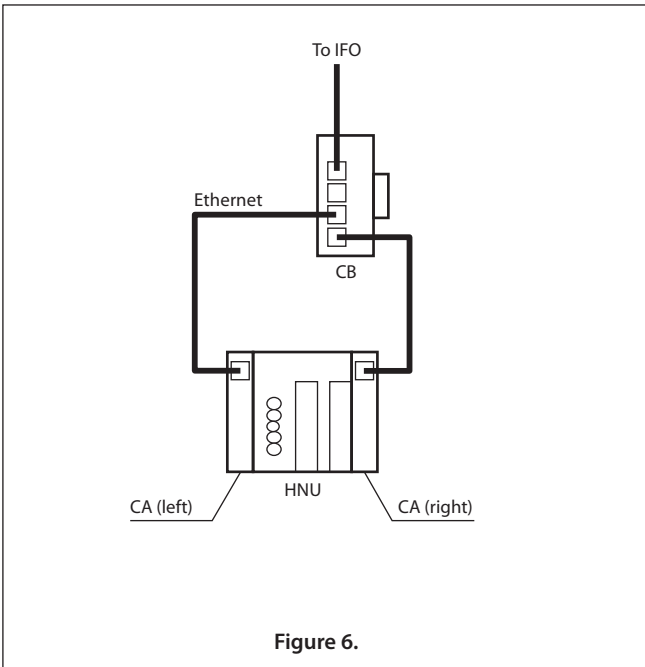 To IFO
Ethernet
CB
HNU
CA (left)
CA (right)
Figure 6.